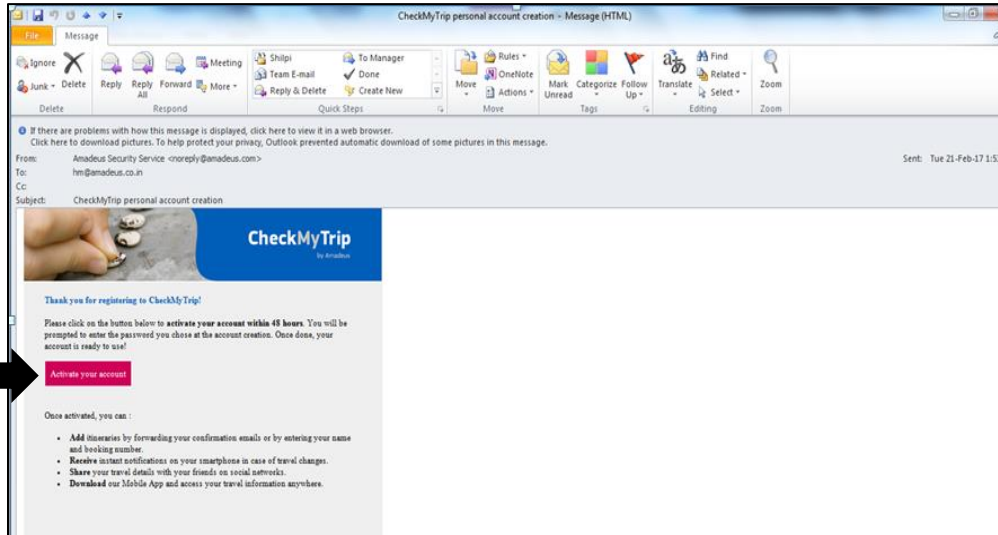 CheckMyTrip personal account creation - Message (HTML)
File Message
Ignore
Junk
Delete
Reply
Reply All
Forward
Meeting
More
Shilpi
Team E-mail
Reply & Delete
To Manager
Done
Create New
Move
Rules
OneNote
Actions
Mark Unread
Categorize
Follow Up
Translate
Find
Related
Select
Zoom
Delete Respond Quick Steps Move Tags Editing Zoom
If there are problems with how this message is displayed, click here to view it in a web browser.
Click here to download pictures. To help protect your privacy, Outlook prevented automatic download of some pictures in this message.
From: Amadeus Security Service <noreply@amadeus.com> Sent: Tue 21-Feb-17
To: hm@amadeus.co.in
Cc:
Subject: CheckMyTrip personal account creation
CheckMyTrip
by Amadeus
Thank you for registering to CheckMyTrip!
Please click on the button below to activate your account within 48 hours. You will be
prompted to enter the password you chose at the account creation. Once done, your
account is ready to use!
Activate your account
Once activated, you can :
• Add itineraries by forwarding your confirmation emails or by entering your name
and booking number.
• Receive instant notifications on your smartphone in case of travel changes.
• Share your travel details with your friends on social networks.
• Download our Mobile App and access your travel information anywhere.